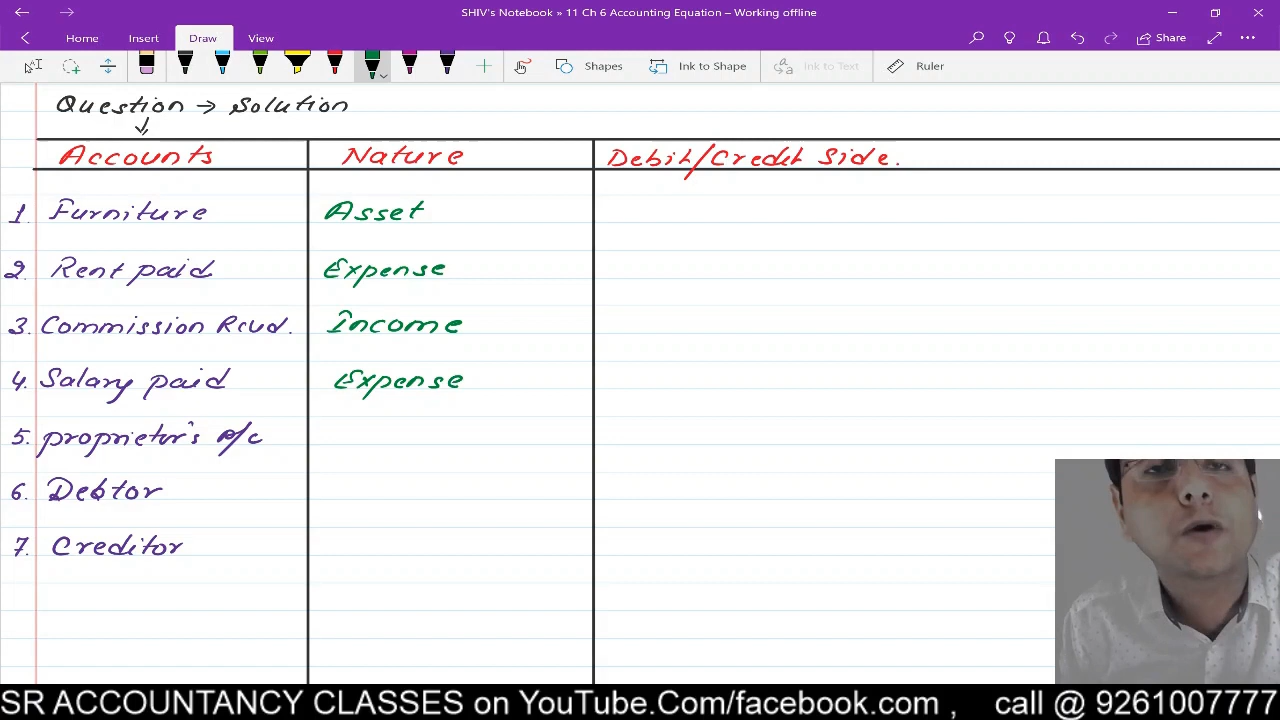 SHIV's Notebook » 11 Ch 6 Accounting Equation – Working offline
Home Insert Draw View Share
Shapes Ink to Shape Ink to Text Ruler
Question → Solution
Accounts Nature Debit/Credit Side.
1. Furniture Asset
2. Rent paid Expense
3. Commission Rcvd. Income
4. Salary paid Expense
5. proprietor's A/c
6. Debtor
7. Creditor
SR ACCOUNTANCY CLASSES on YouTube.Com/facebook.com , call @ 9261007777